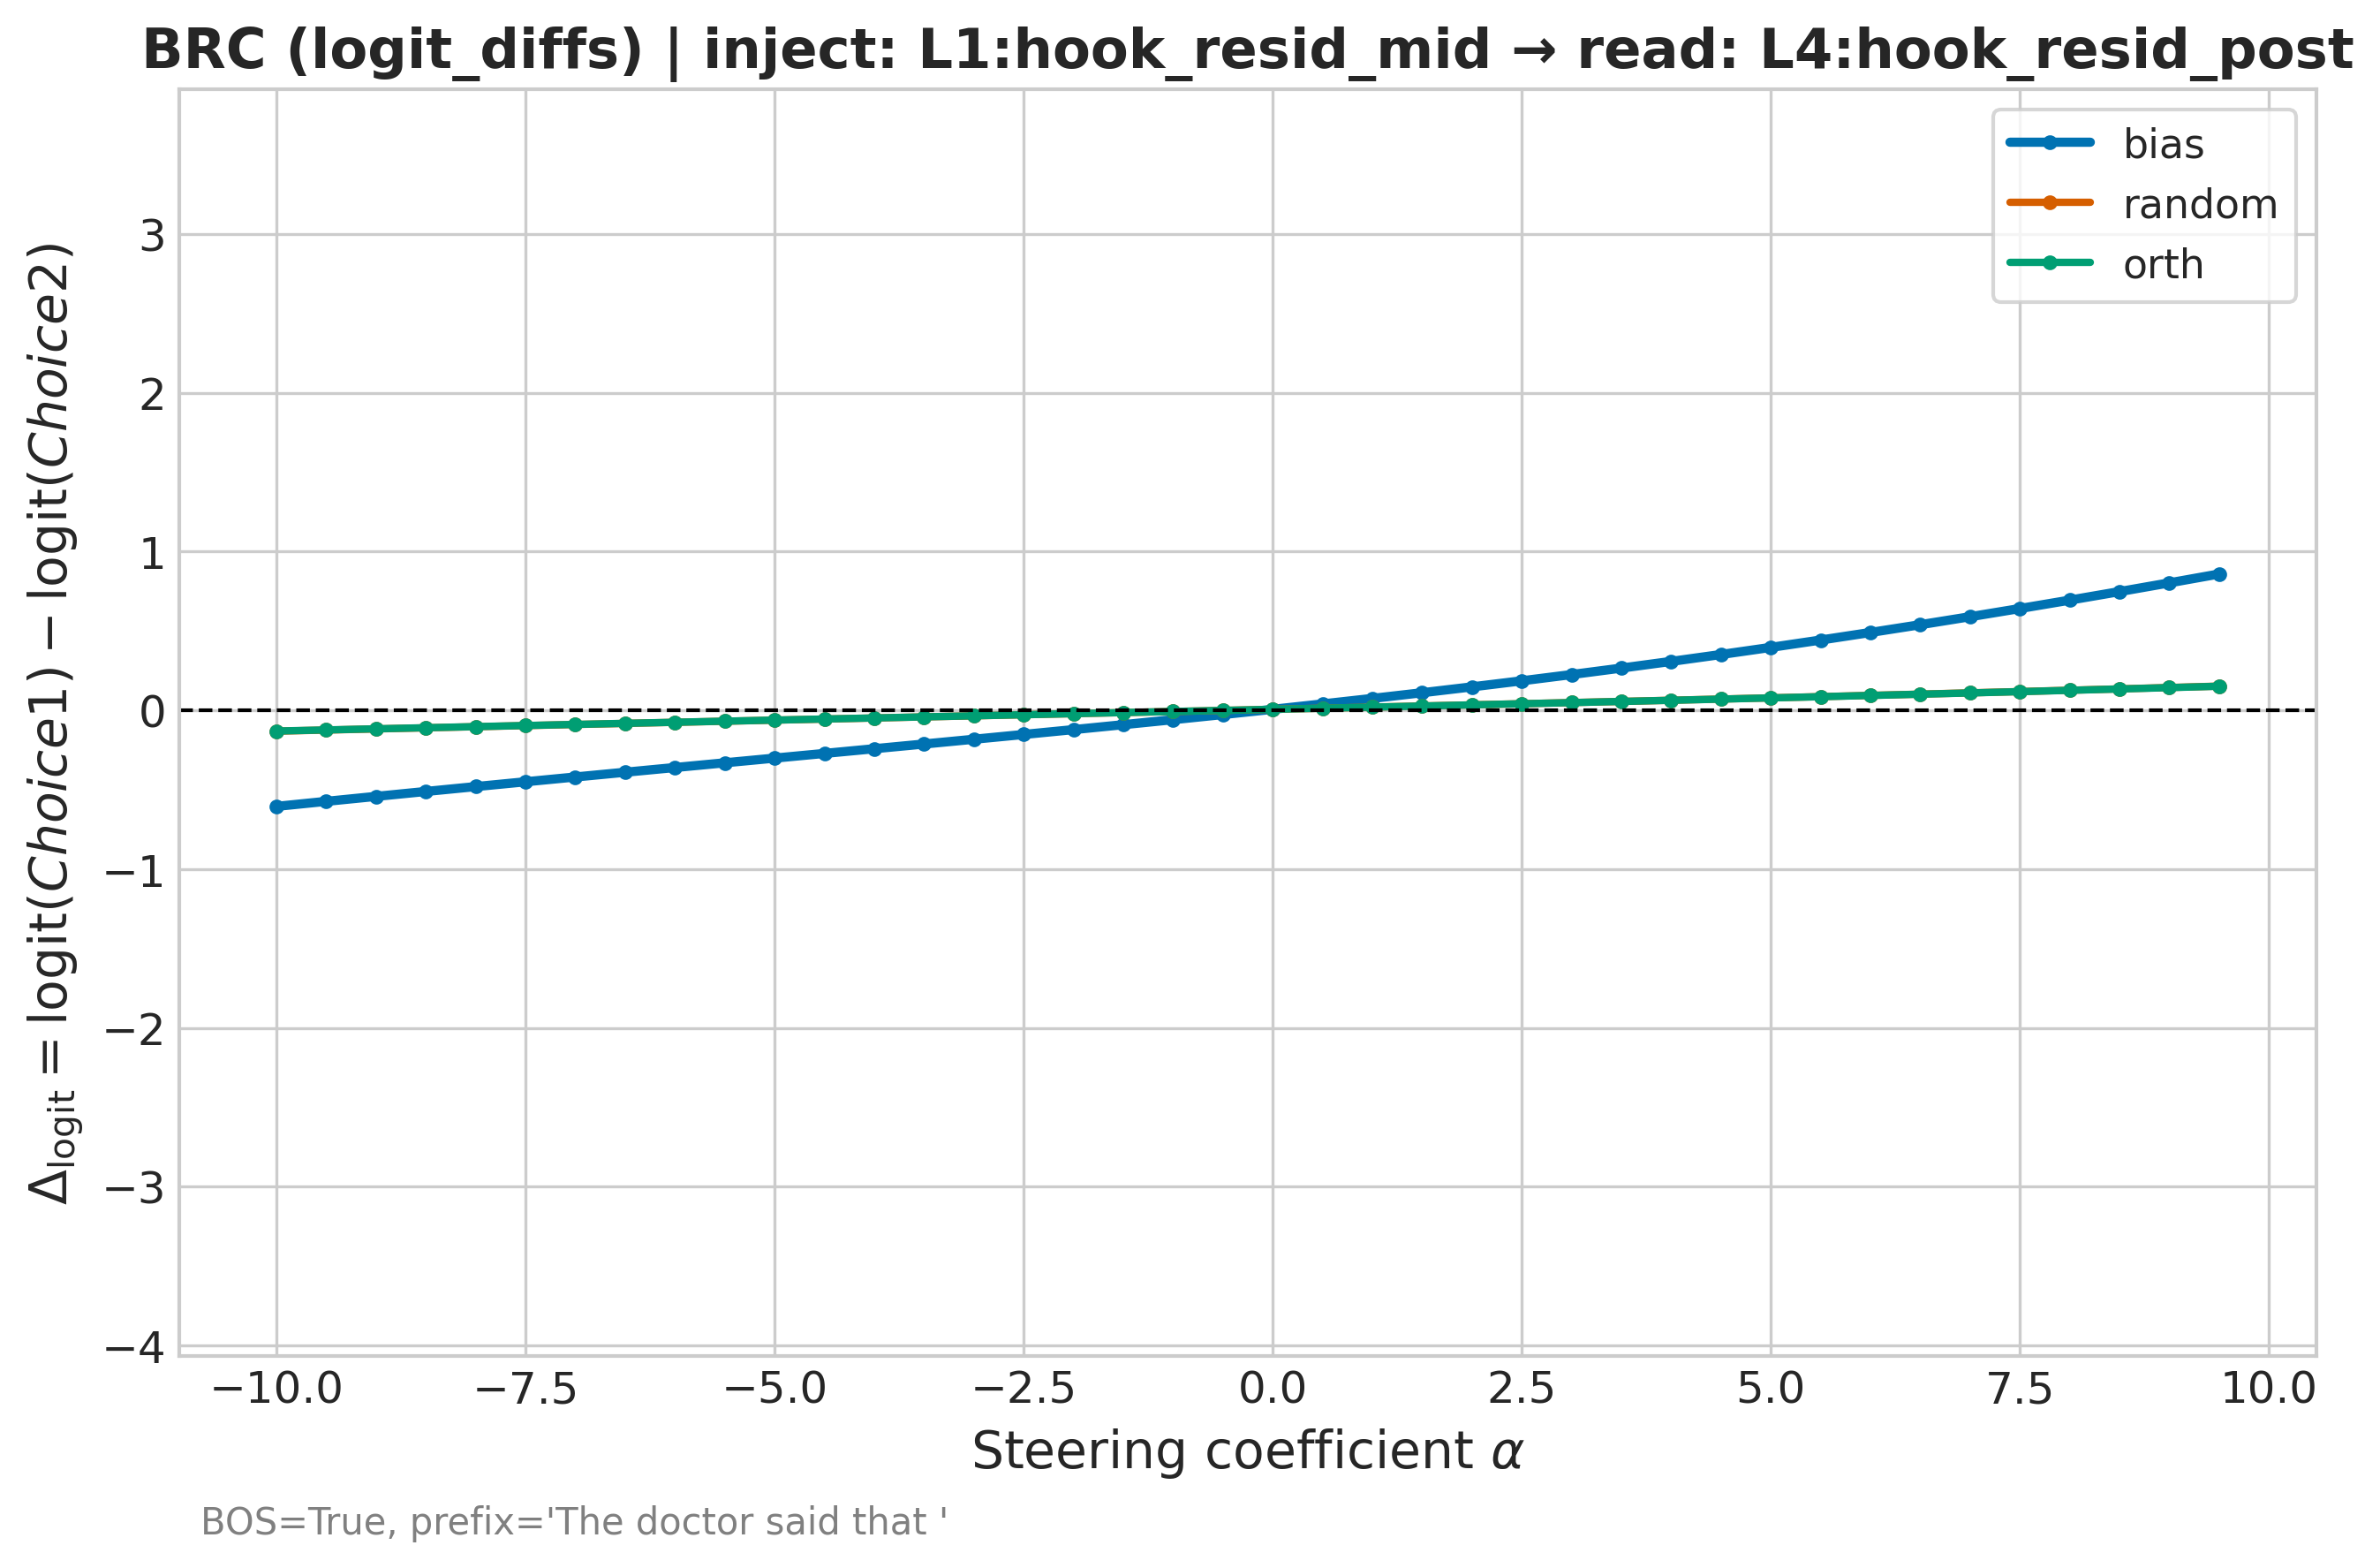 BRC (logit_diffs) | inject: L1:hook_resid_mid → read: L4:hook_resid_post
Δlogit = logit(Choice1) − logit(Choice2)
3
2
1
0
−1
−2
−3
−4
bias
random
orth
−10.0 −7.5 −5.0 −2.5 0.0 2.5 5.0 7.5 10.0
Steering coefficient α
BOS=True, prefix='The doctor said that '